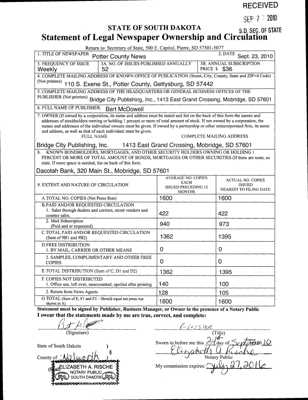 RECEIVED
SEP 2 2010
S.D. SEC. OF STATE
STATE OF SOUTH DAKOTA
Statement of Legal Newspaper Ownership and Circulation
Return to: Secretary of State, 500 E. Capitol, Pierre, SD 57501-5077
1. TITLE OF NEWSPAPER Potter County News 2. DATE Sept. 23, 2010
3. FREQUENCY OF ISSUE Weekly 3A. NO. OF ISSUES PUBLISHED ANNUALLY 52 3B. ANNUAL SUBSCRIPTION PRICE $ $36
4. COMPLETE MAILING ADDRESS OF KNOWN OFFICE OF PUBLICATION (Street, City, County, State and ZIP+4 Code)
(Not printers) 110 S. Exene St., Potter County, Gettysburg, SD 57442
5. COMPLETE MAILING ADDRESS OF THE HEADQUARTERS OF GENERAL BUSINESS OFFICES OF THE
PUBLISHER (Not printers) Bridge City Publishing, Inc., 1413 East Grand Crossing, Mobridge, SD 57601
6. FULL NAME OF PUBLISHER: Bart McDowell
7. OWNER (If owned by a corporation, its name and address must be stated and list on the back of this form the names and
addresses of stockholders owning or holding 1 percent or more of total amount of stock. If not owned by a corporation, the
names and addresses of the individual owners must be given. If owned by a partnership or other unincorporated firm, its name
and address, as well as that of each individual must be given.
FULL NAME COMPLETE MAILING ADDRESS
Bridge City Publishing, Inc. 1413 East Grand Crossing, Mobridge, SD 57601
8. KNOWN BONDHOLDERS, MORTGAGEES, AND OTHER SECURITY HOLDERS OWNING OR HOLDING 1
PERCENT OR MORE OF TOTAL AMOUNT OF BONDS, MORTGAGES OR OTHER SECURITIES (If there are none, so
state. If more space is needed, list on back of this form.
Dacotah Bank, 320 Main St., Mobridge, SD 57601
9. EXTENT AND NATURE OF CIRCULATION AVERAGE NO. COPIES EACH ISSUED PRECEDING 12 MONTHS ACTUAL NO. COPIES ISSUED NEAREST TO FILING DATE
A. TOTAL NO. COPIES (Net Press Run) 1600 1600
B. PAID AND/OR REQUESTED CIRCULATION
1. Sales through dealers and carriers, street vendors and
counter sales. 422 422
2. Mail Subscription
(Paid and or requested) 940 973
C. TOTAL PAID AND/OR REQUESTED CIRCULATION
(Sum of 9B1 and 9B2) 1362 1395
D. FREE DISTRIBUTION
1. BY MAIL, CARRIER OR OTHER MEANS 0 0
2. SAMPLES, COMPLIMENTARY AND OTHER FREE
COPIES 0 0
E. TOTAL DISTRIBUTION (Sum of C, D1 and D2) 1362 1395
F. COPIES NOT DISTRIBUTED
1. Office use, left over, unaccounted, spoiled after printing 140 100
2. Return from News Agents 128 105
G. TOTAL (Sum of E, F1 and F2 - Should equal net press run
shown in A) 1600 1600
Statement must be signed by Publisher, Business Manager, or Owner in the presence of a Notary Public
I swear that the statements made by me are true, correct, and complete:
(Signature) (Title)
State of South Dakota ) Sworn to before me this day of September 2010
County of Walworth ) Elizabeth A Rische
Notary Public
ELIZABETH A. RISCHE
NOTARY PUBLIC
SOUTH DAKOTA
My commission expires: July 27, 2016